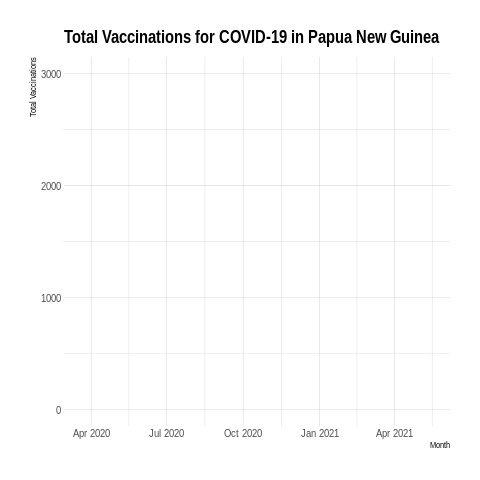 Total Vaccinations for COVID-19 in Papua New Guinea
Total Vaccinations
3000
2000
1000
0
Apr 2020 Jul 2020 Oct 2020 Jan 2021 Apr 2021
Month